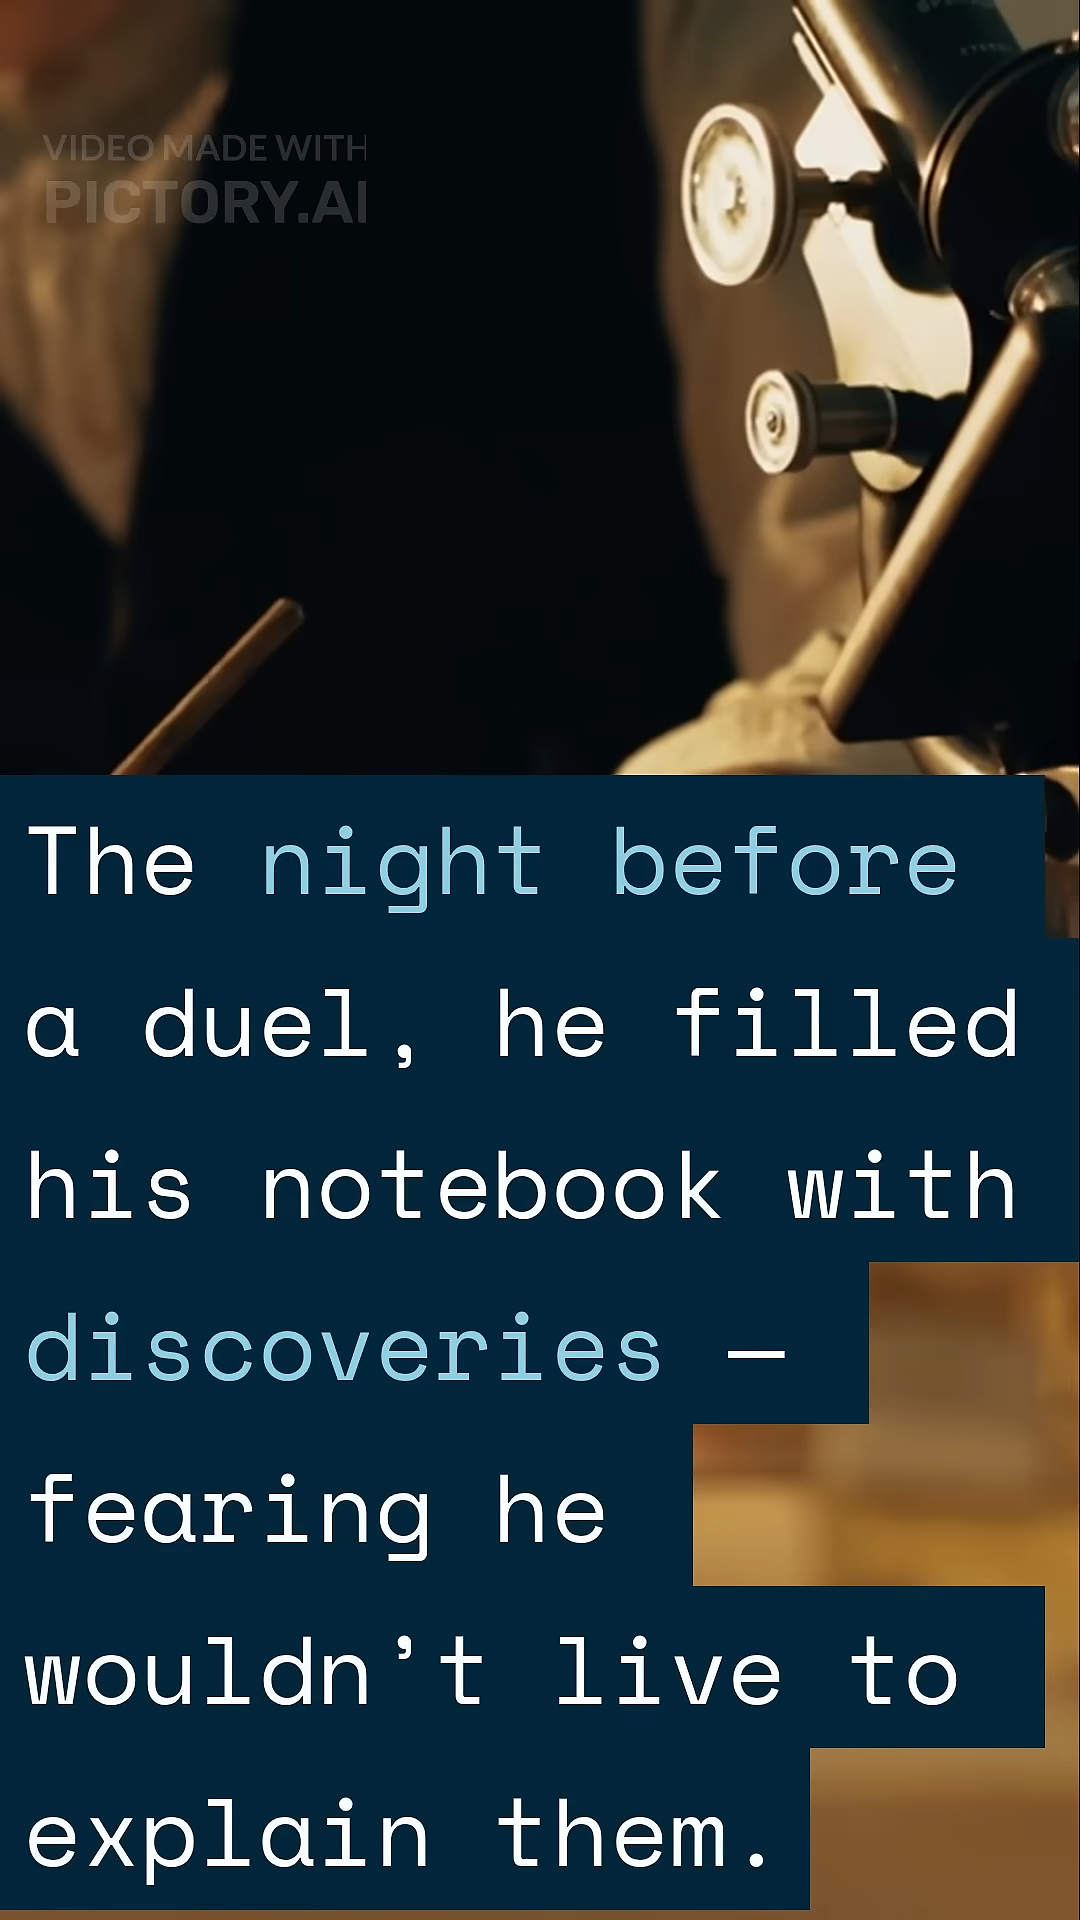 VIDEO MADE WITH
PICTORY.AI
The night before
a duel, he filled
his notebook with
discoveries —
fearing he
wouldn’t live to
explain them.